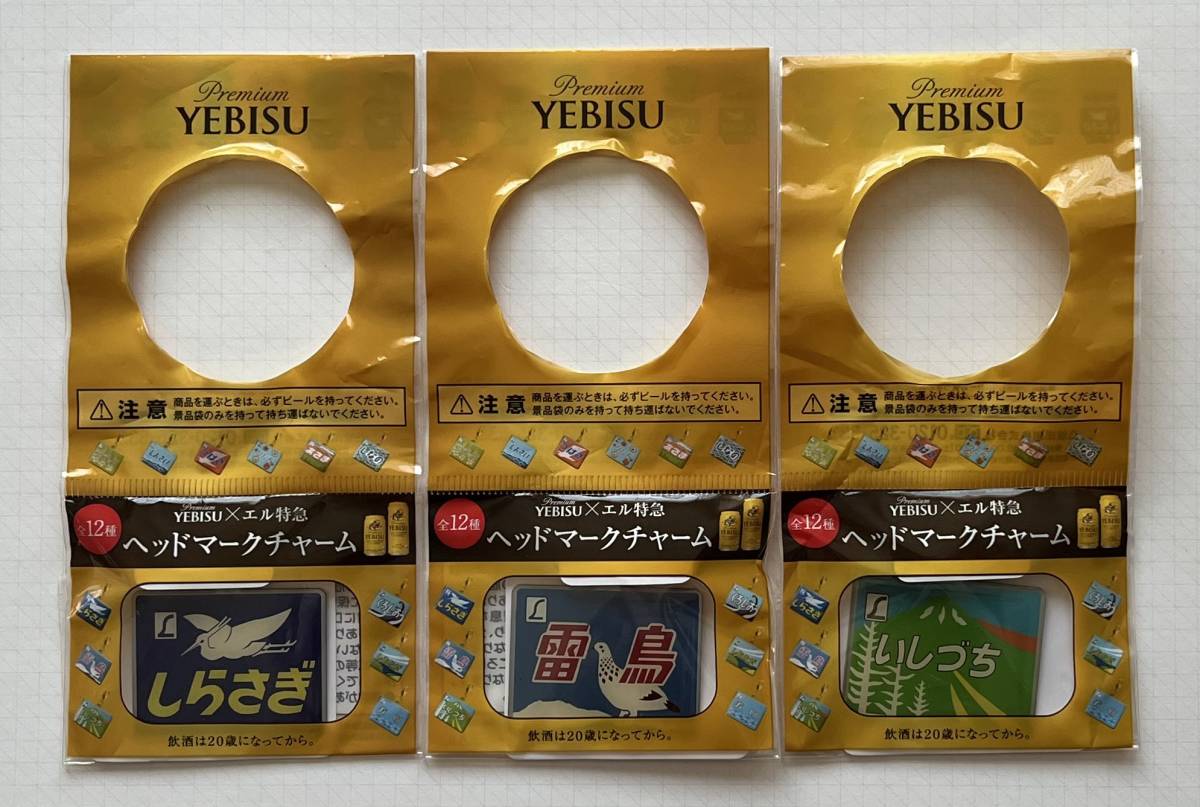 Premium
YEBISU
注意
商品を運ぶときは、必ずビールを持ってください。
景品袋のみを持って持ち運ばないでください。
全12種
Premium
YEBISU×エル特急
ヘッドマークチャーム
しらさぎ
飲酒は20歳になってから。
Premium
YEBISU
注意
商品を運ぶときは、必ずビールを持ってください。
景品袋のみを持って持ち運ばないでください。
全12種
Premium
YEBISU×エル特急
ヘッドマークチャーム
雷鳥
飲酒は20歳になってから。
Premium
YEBISU
注意
商品を運ぶときは、必ずビールを持ってください。
景品袋のみを持って持ち運ばないでください。
全12種
Premium
YEBISU×エル特急
ヘッドマークチャーム
いしづち
飲酒は20歳になってから。